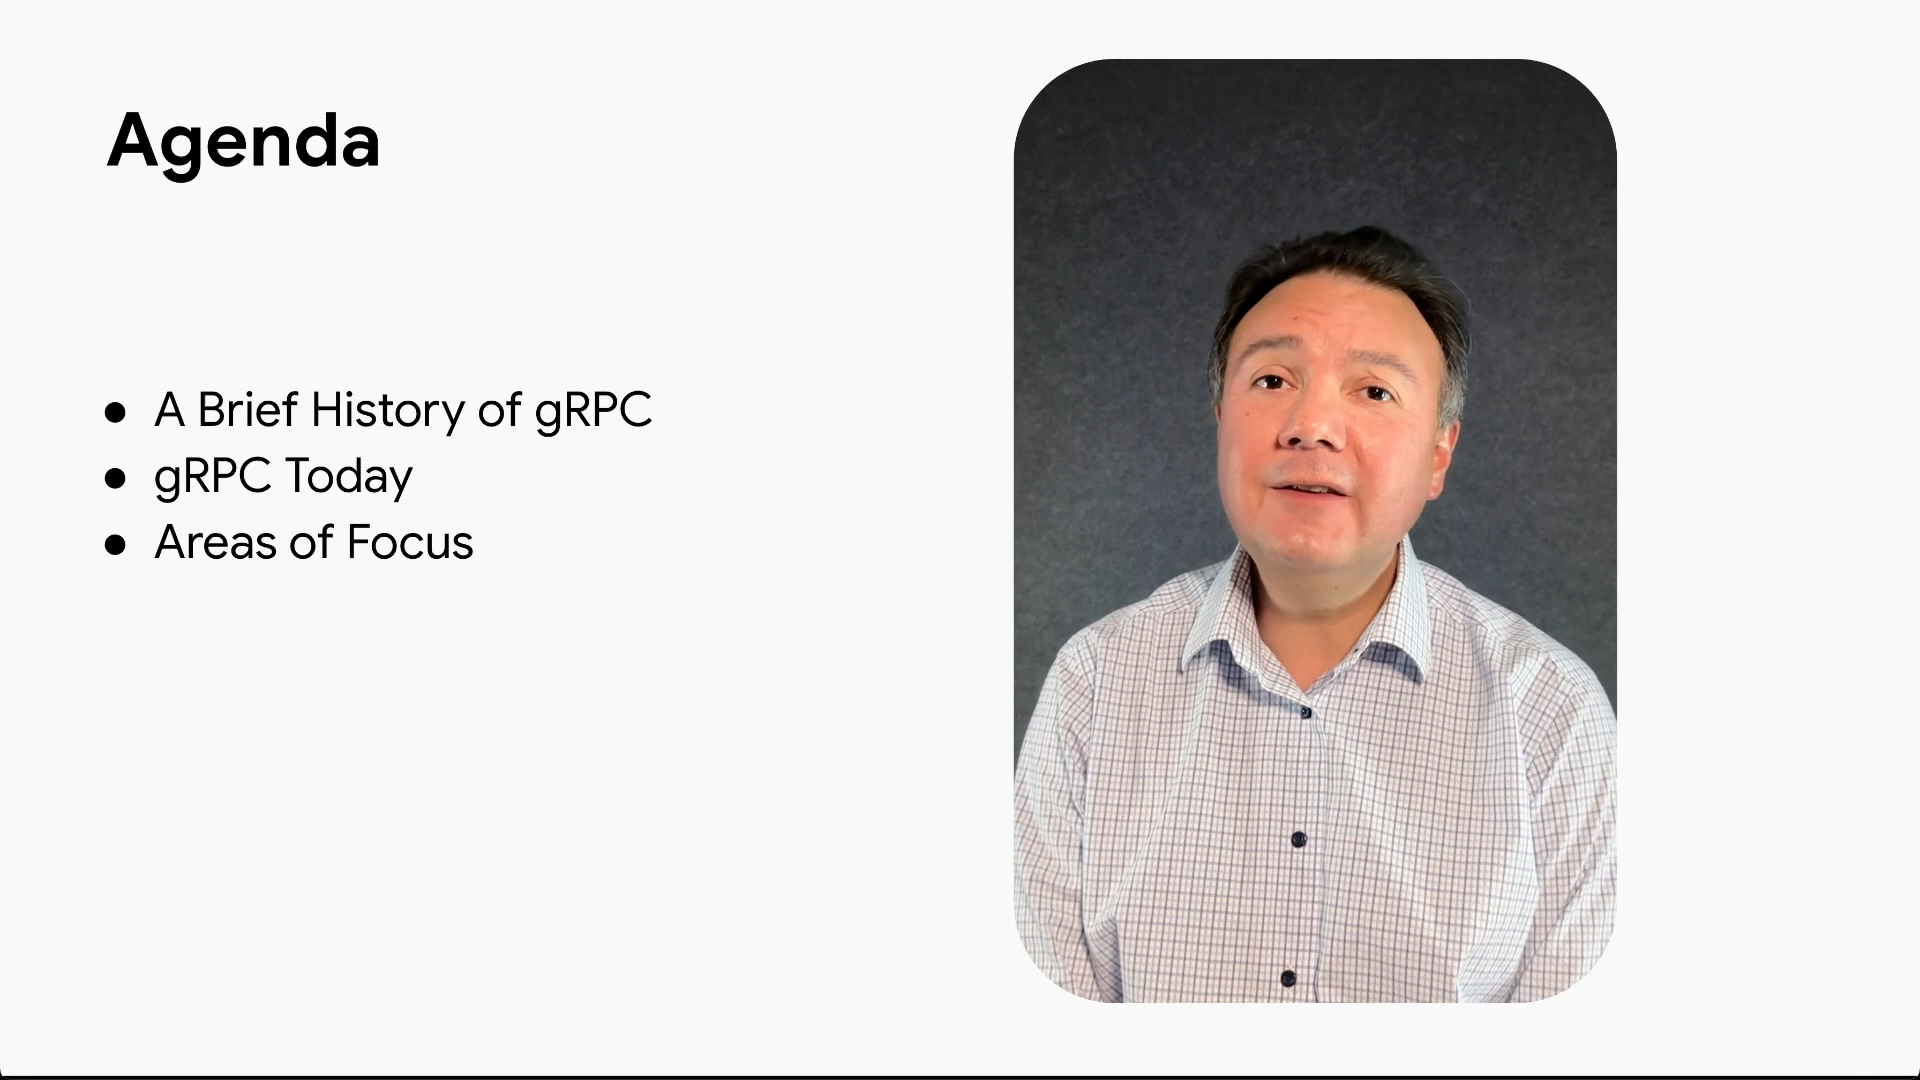 Agenda
● A Brief History of gRPC
● gRPC Today
● Areas of Focus